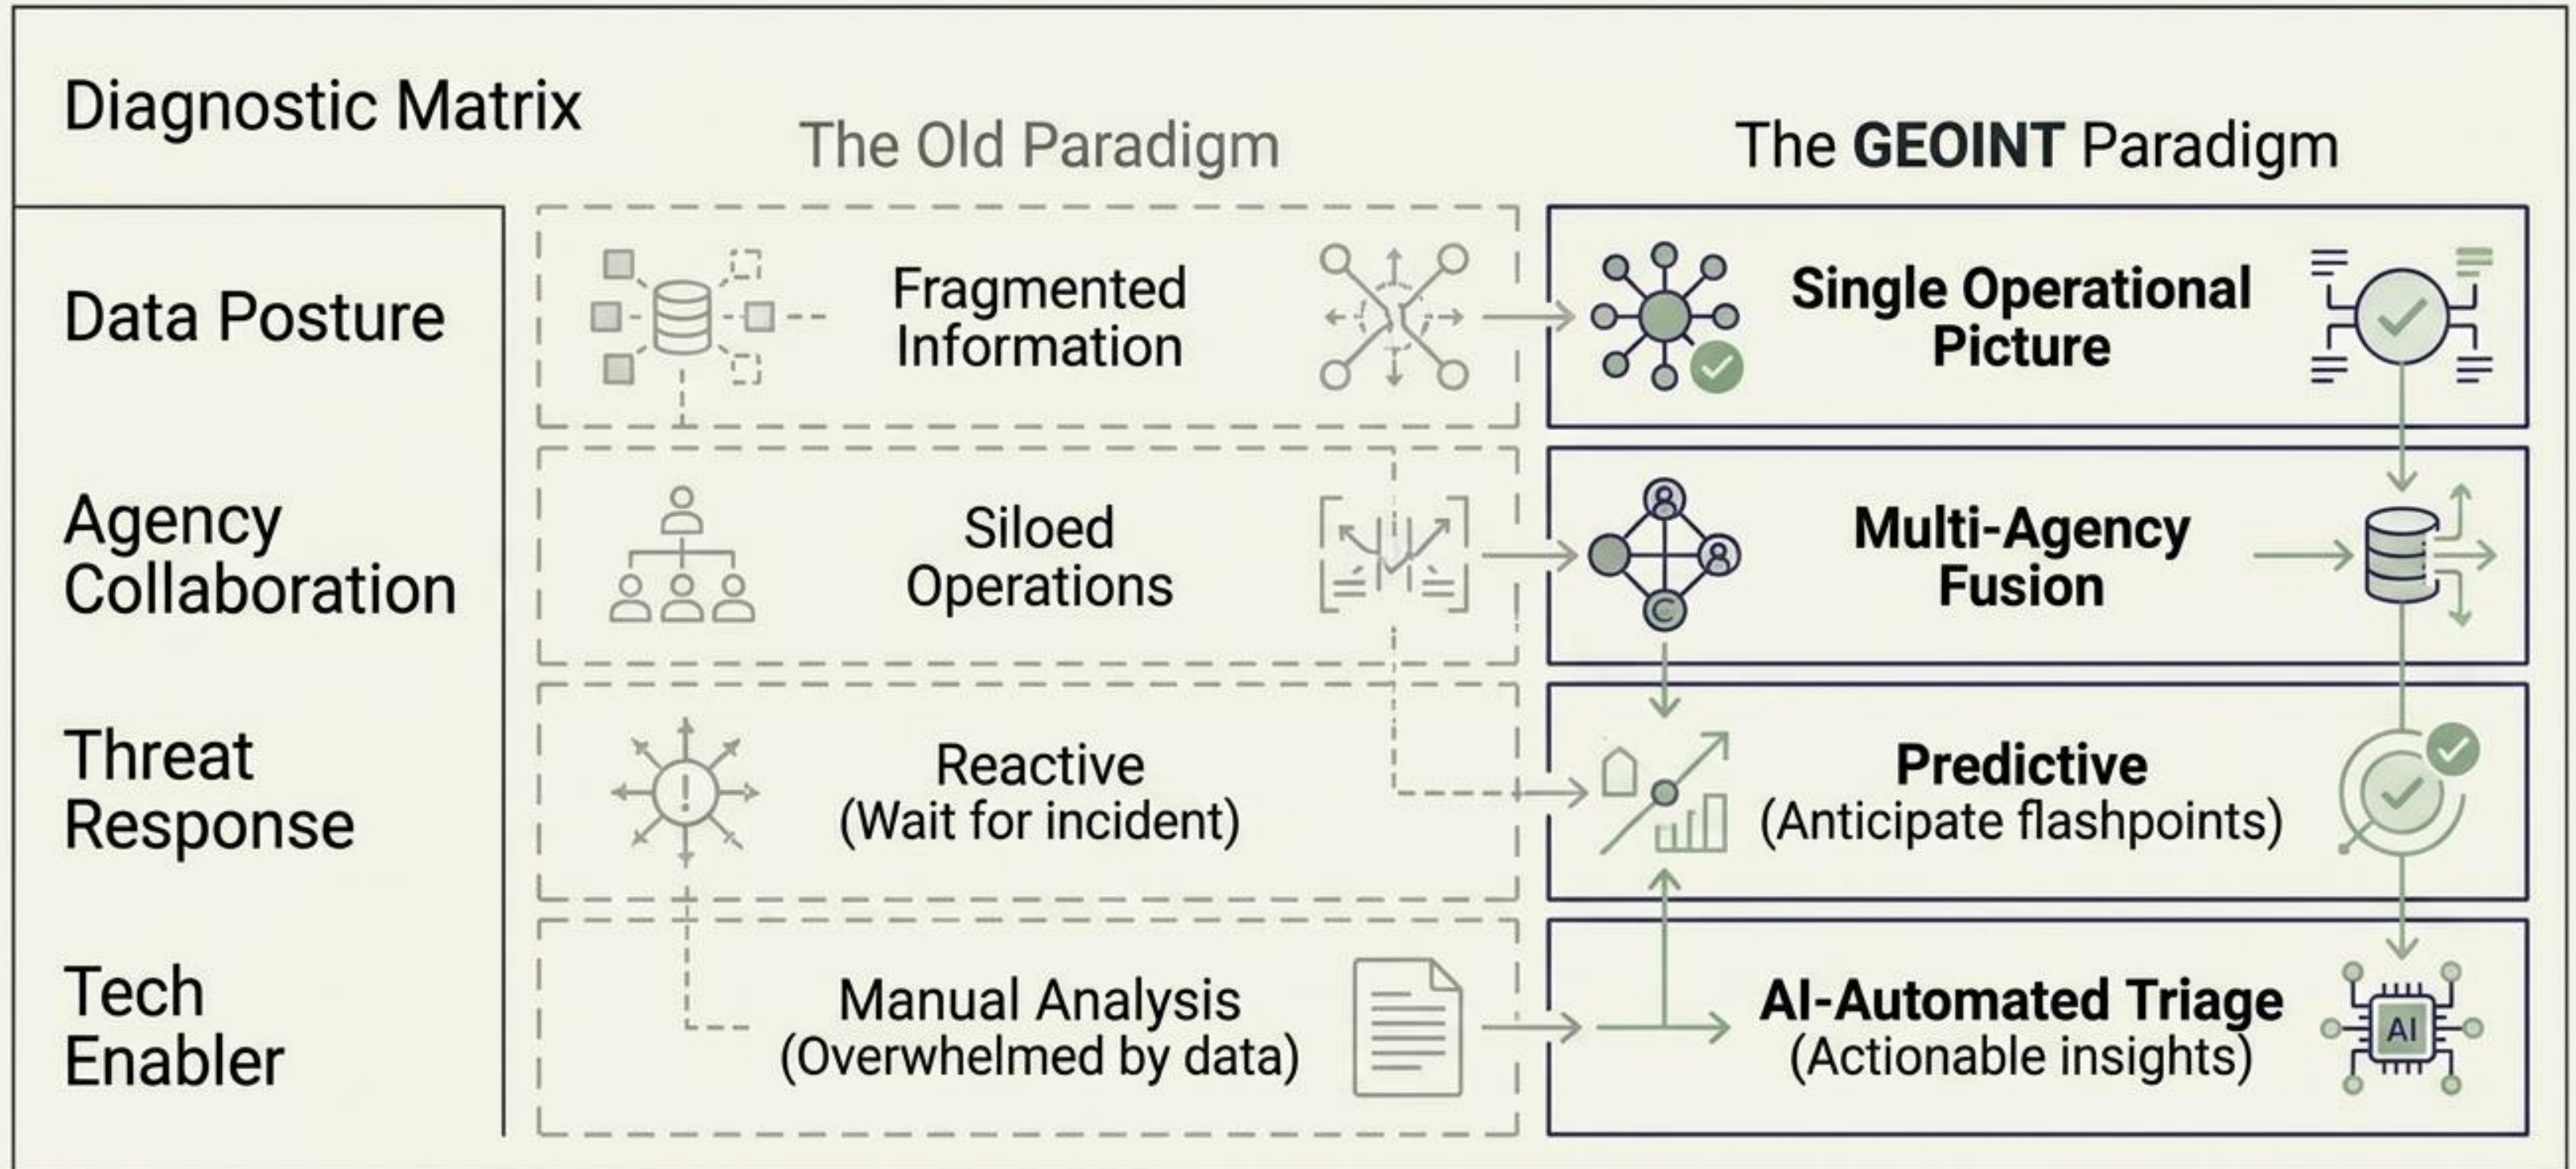 Diagnostic Matrix
The Old Paradigm
The GEOINT Paradigm
Data Posture
Fragmented
Information
Single Operational
Picture
Agency
Collaboration
Siloed
Operations
Multi-Agency
Fusion
C
Threat
Response
!
Reactive
(Wait for incident)
Predictive
(Anticipate flashpoints)
Tech
Enabler
Manual Analysis
(Overwhelmed by data)
AI-Automated Triage
(Actionable insights)
AI